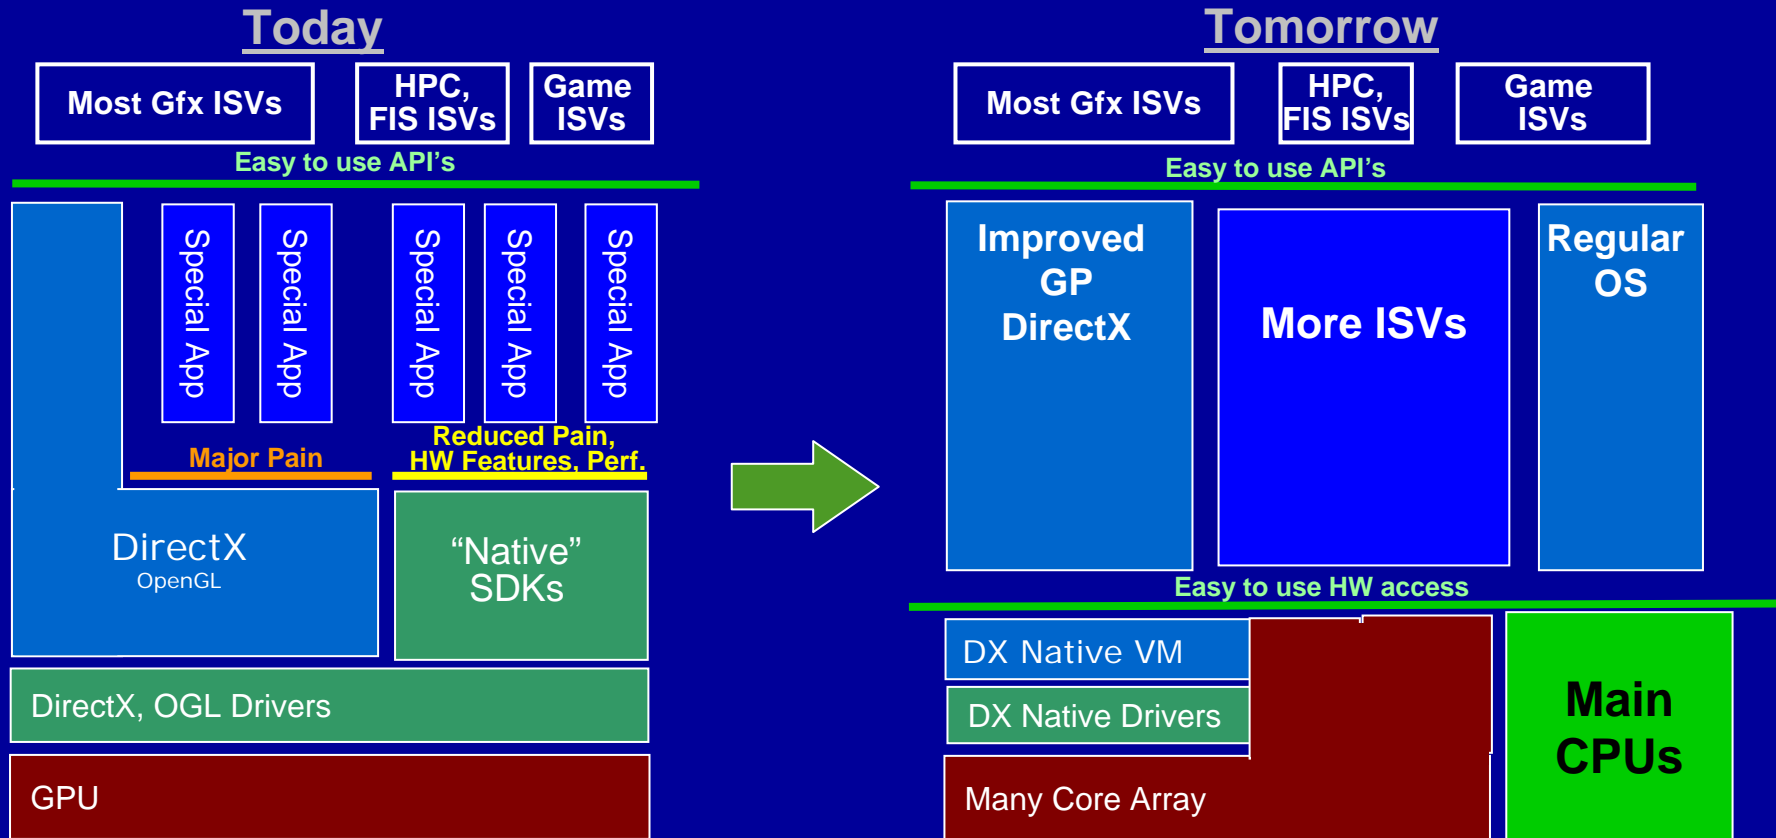 Today
Most Gfx ISVs
HPC,
FIS ISVs
Game
ISVs
Easy to use API's
Special App
Special App
Special App
Special App
Special App
Major Pain
Reduced Pain,
HW Features, Perf.
DirectX
OpenGL
“Native”
SDKs
DirectX, OGL Drivers
GPU
Tomorrow
Most Gfx ISVs
HPC,
FIS ISVs
Game
ISVs
Easy to use API's
Improved
GP
DirectX
More ISVs
Regular
OS
Easy to use HW access
DX Native VM
DX Native Drivers
Many Core Array
Main
CPUs